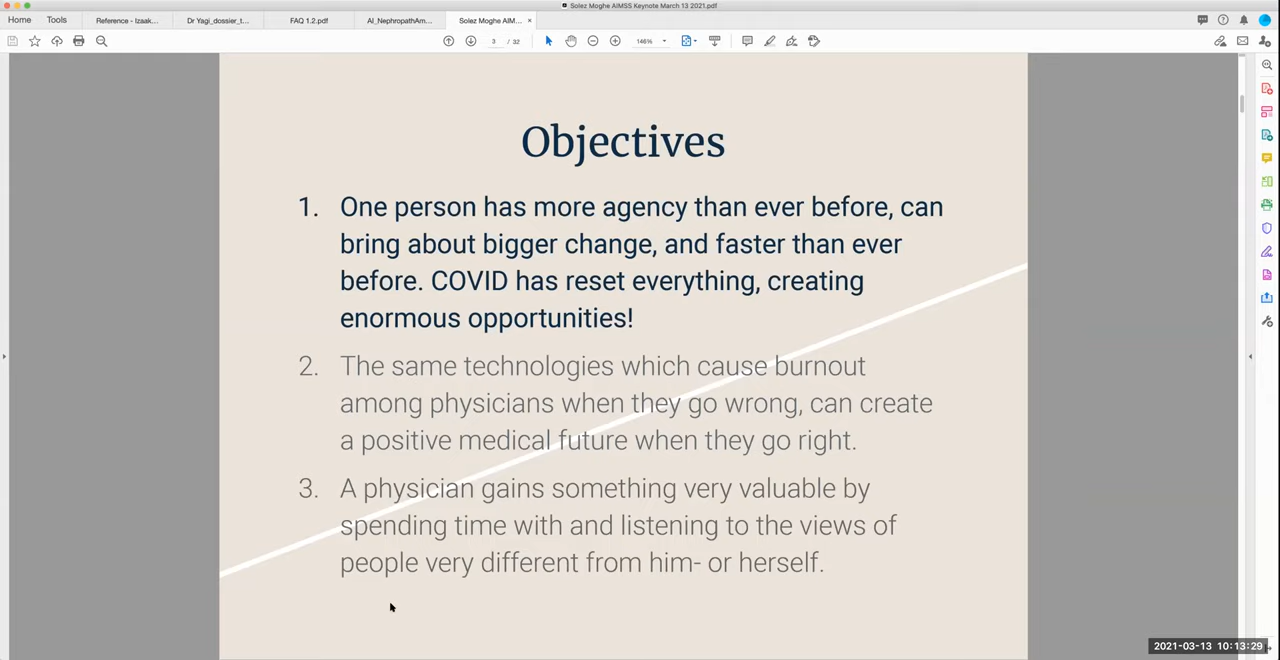 Solez Moghe AIMSS Keynote March 13 2021.pdf
Home Tools Reference - Izaak... Dr Yagi_dossier_t... FAQ 1.2.pdf AI_NephropathAm... Solez Moghe AIM... ×
3 / 32 146%
Objectives
1. One person has more agency than ever before, can
bring about bigger change, and faster than ever
before. COVID has reset everything, creating
enormous opportunities!
2. The same technologies which cause burnout
among physicians when they go wrong, can create
a positive medical future when they go right.
3. A physician gains something very valuable by
spending time with and listening to the views of
people very different from him- or herself.
2021-03-13 10:13:29